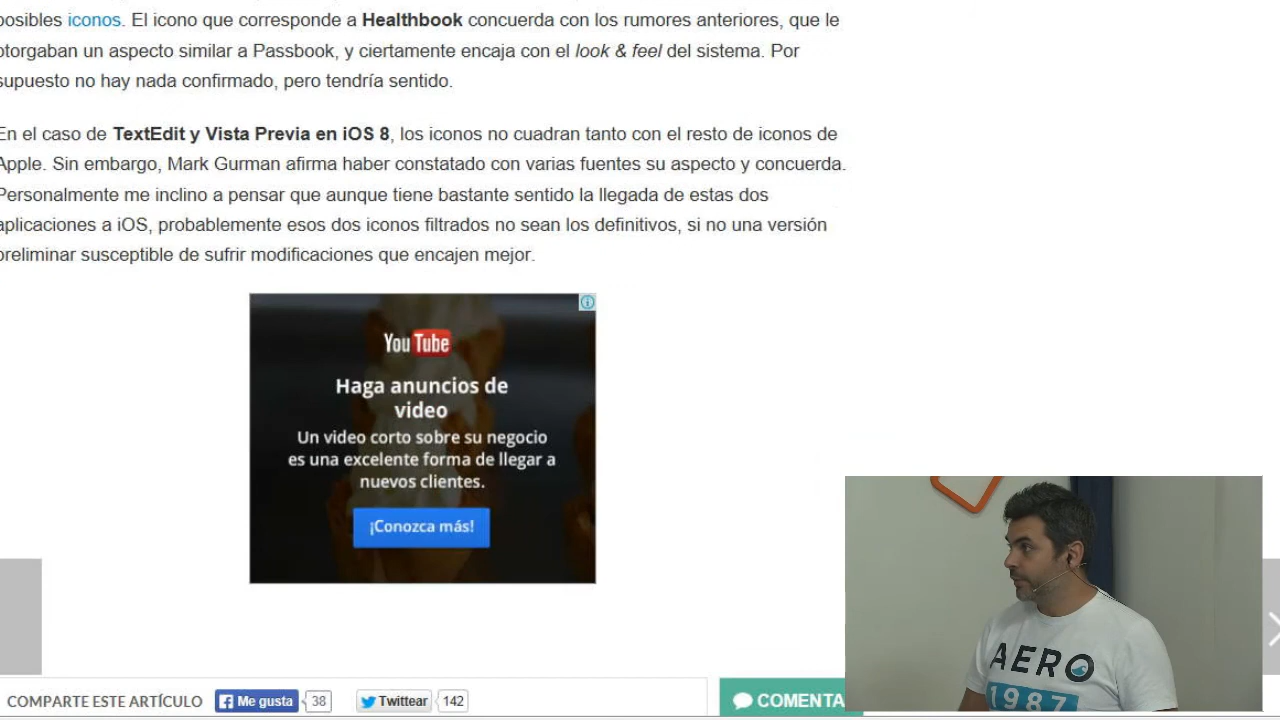 posibles iconos. El icono que corresponde a Healthbook concuerda con los rumores anteriores, que le
otorgaban un aspecto similar a Passbook, y ciertamente encaja con el look & feel del sistema. Por
supuesto no hay nada confirmado, pero tendría sentido.
En el caso de TextEdit y Vista Previa en iOS 8, los iconos no cuadran tanto con el resto de iconos de
Apple. Sin embargo, Mark Gurman afirma haber constatado con varias fuentes su aspecto y concuerda.
Personalmente me inclino a pensar que aunque tiene bastante sentido la llegada de estas dos
aplicaciones a iOS, probablemente esos dos iconos filtrados no sean los definitivos, si no una versión
preliminar susceptible de sufrir modificaciones que encajen mejor.
YouTube
Haga anuncios de
video
Un video corto sobre su negocio
es una excelente forma de llegar a
nuevos clientes.
¡Conozca más!
AERO
1987
COMPARTE ESTE ARTÍCULO Me gusta 38 Twittear 142 COMENTA